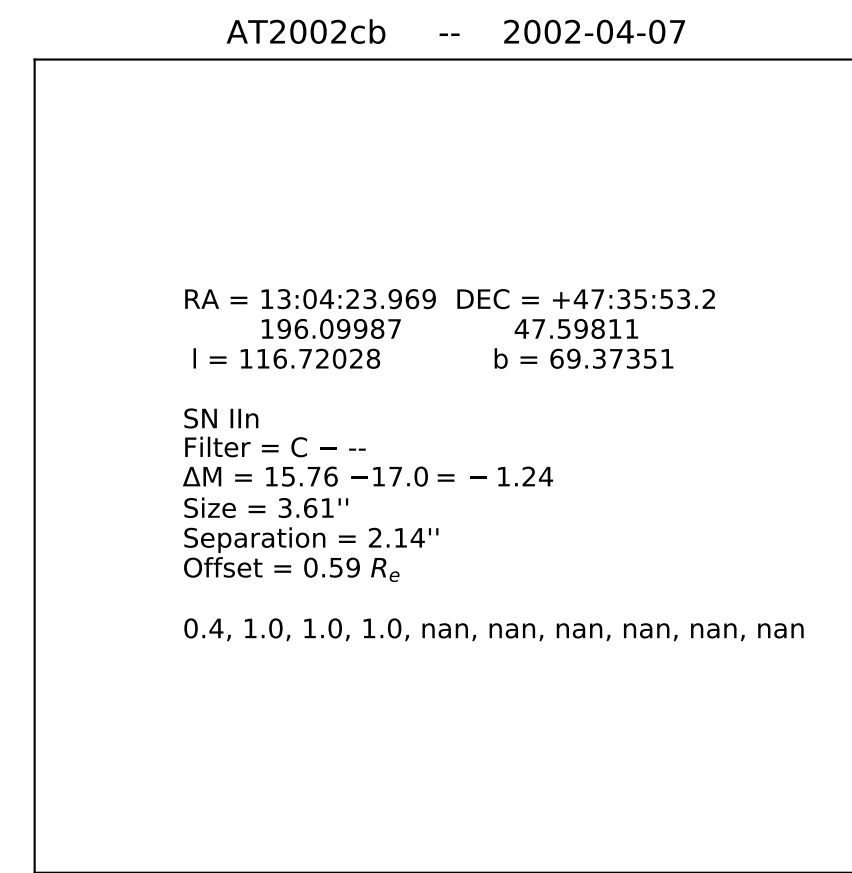 AT2002cb -- 2002-04-07
RA = 13:04:23.969 DEC = +47:35:53.2
196.09987 47.59811
l = 116.72028 b = 69.37351
SN IIn
Filter = C − --
ΔM = 15.76 −17.0 = − 1.24
Size = 3.61''
Separation = 2.14''
Offset = 0.59 Rₑ
0.4, 1.0, 1.0, 1.0, nan, nan, nan, nan, nan, nan